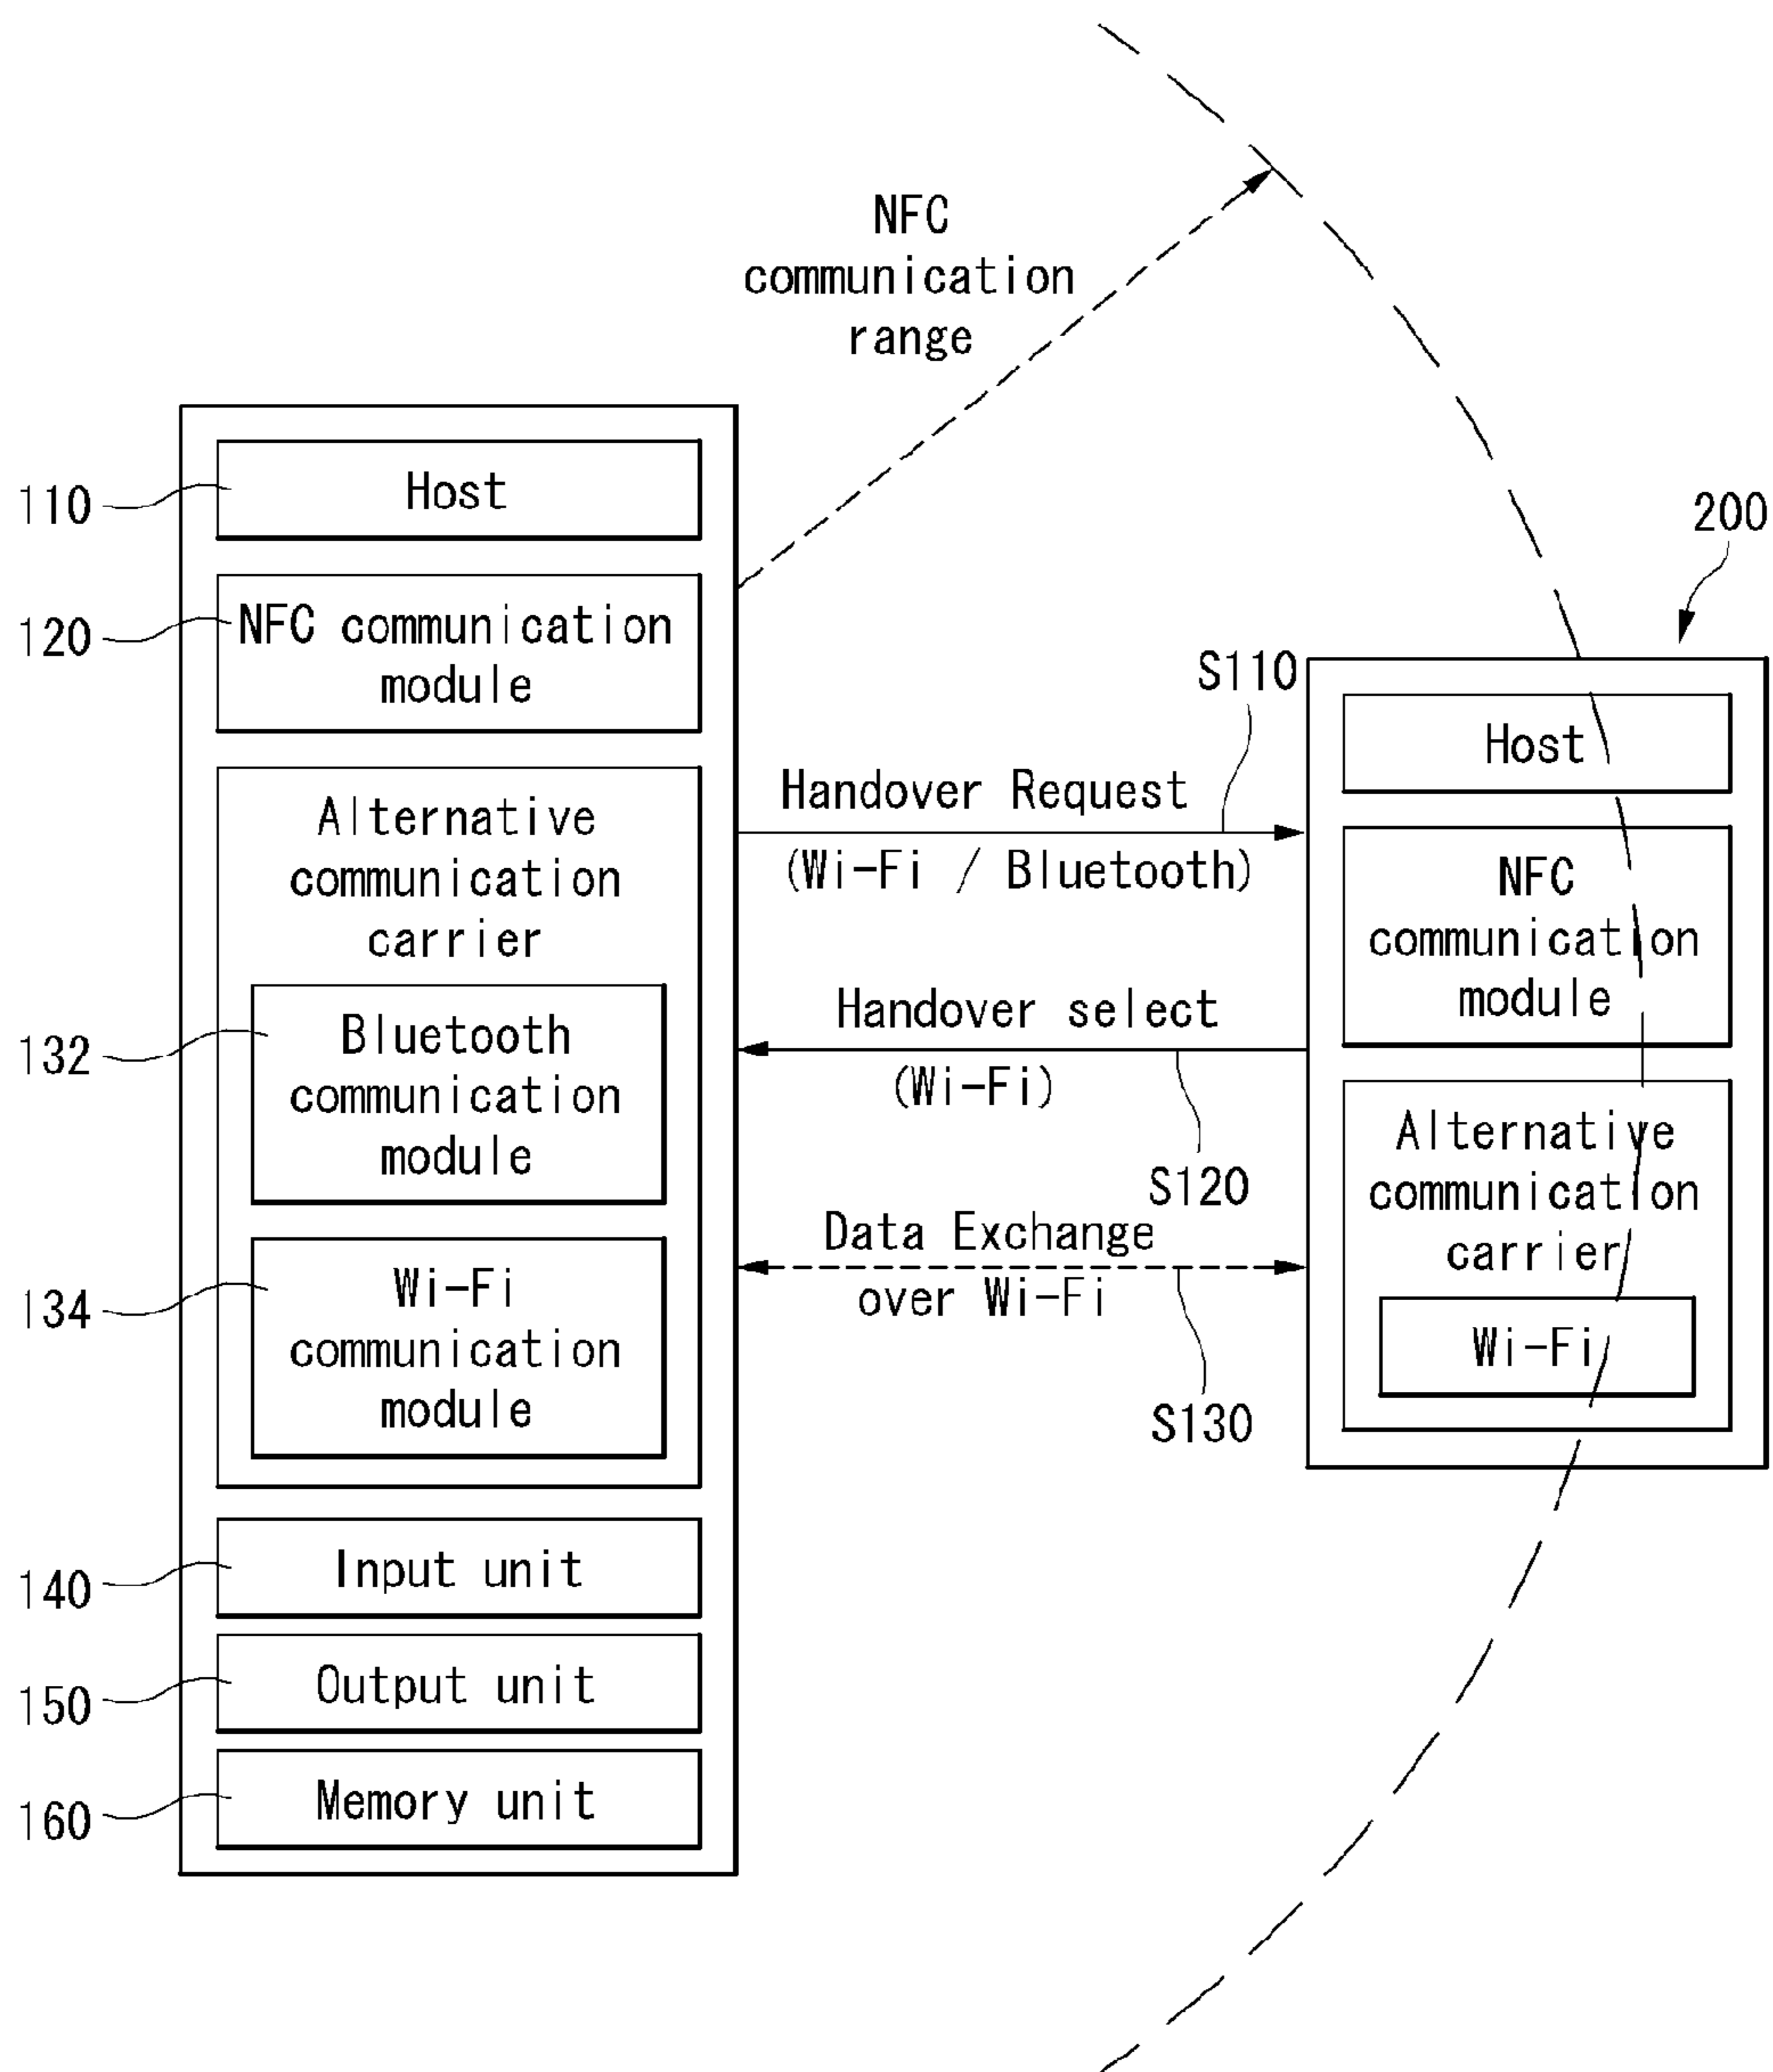 NFC
communication
range
110
Host
120
NFC communication
module
Alternative
communication
carrier
132
Bluetooth
communication
module
134
Wi-Fi
communication
module
140
Input unit
150
Output unit
160
Memory unit
S110
Handover Request
(Wi-Fi / Bluetooth)
Handover select
(Wi-Fi)
S120
Data Exchange
over Wi-Fi
S130
200
Host
NFC
communication
module
Alternative
communication
carrier
Wi-Fi